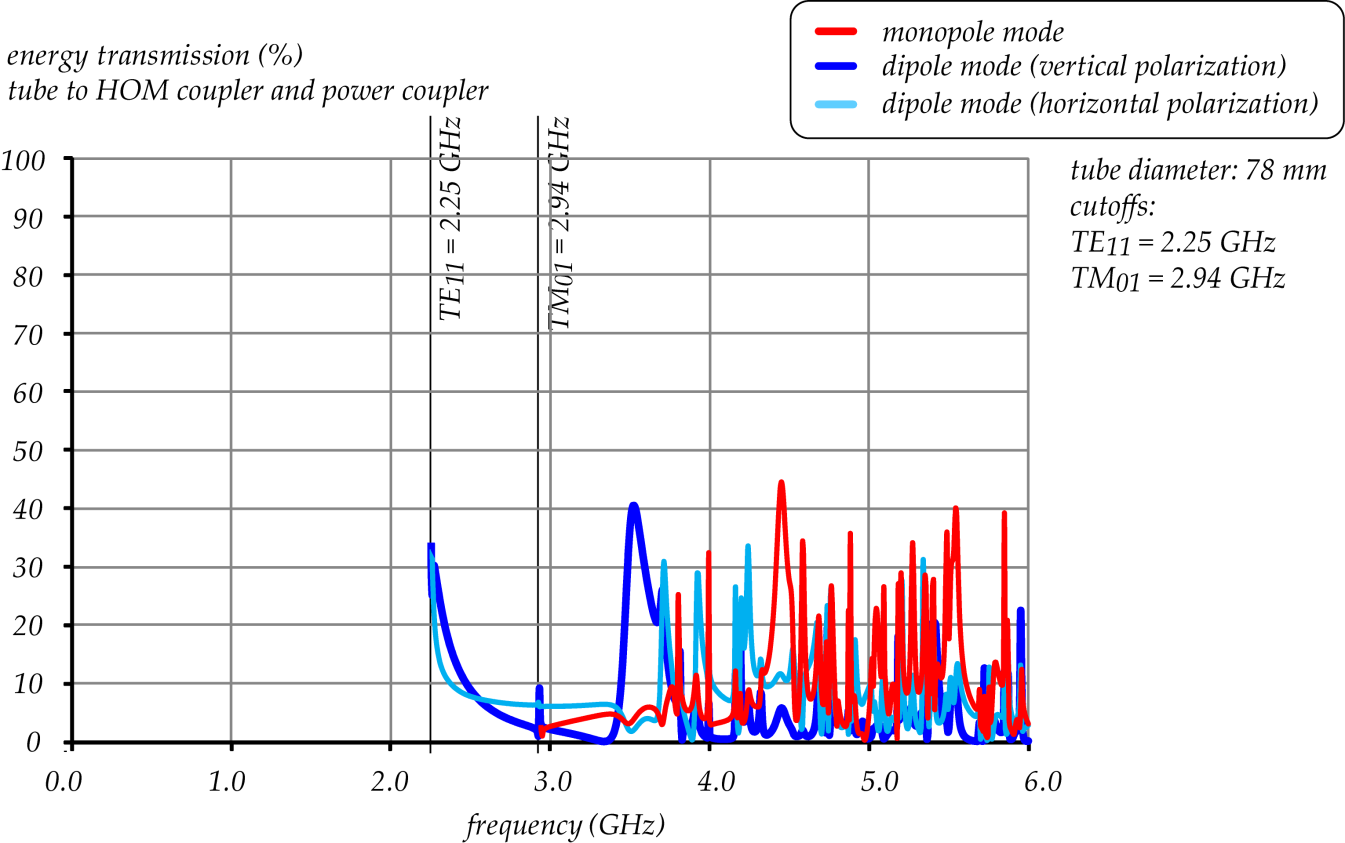 energy transmission (%)
tube to HOM coupler and power coupler
monopole mode
dipole mode (vertical polarization)
dipole mode (horizontal polarization)
TE11 = 2.25 GHz
TM01 = 2.94 GHz
tube diameter: 78 mm
cutoffs:
TE11 = 2.25 GHz
TM01 = 2.94 GHz
100
90
80
70
60
50
40
30
20
10
0
0.0 1.0 2.0 3.0 4.0 5.0 6.0
frequency (GHz)